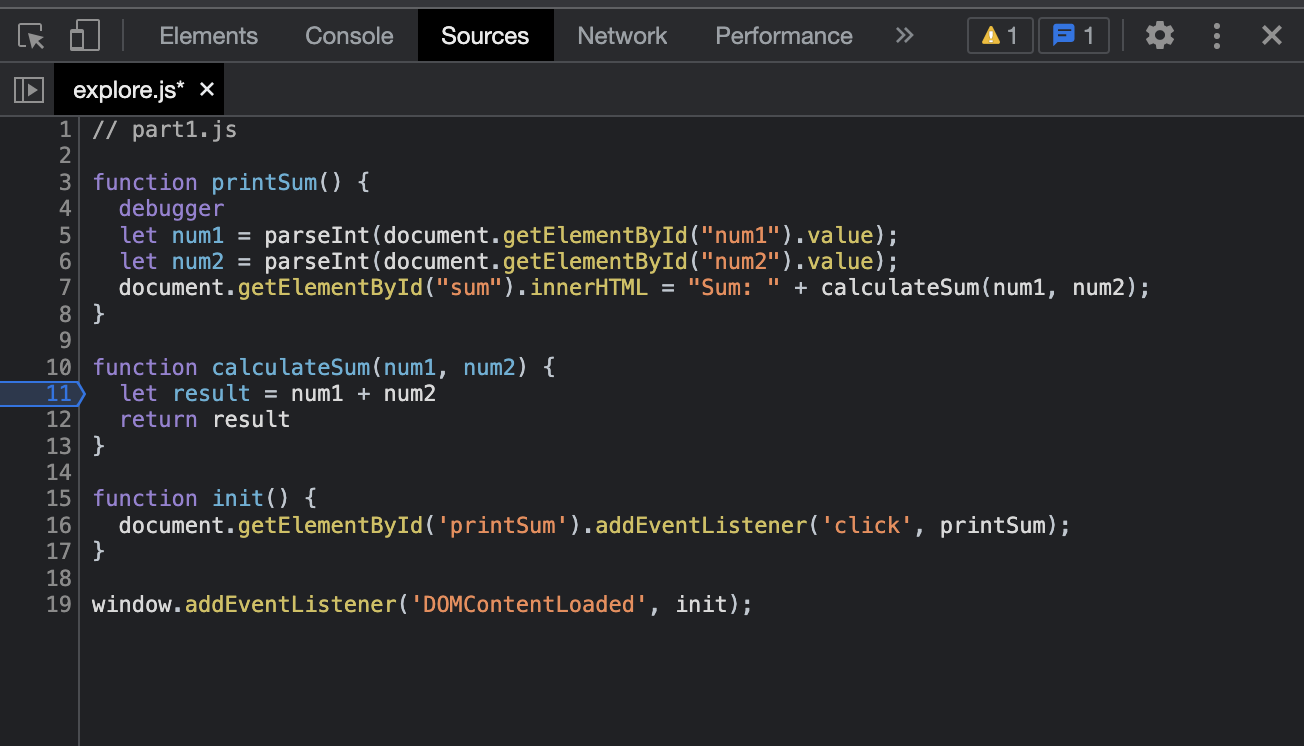 Elements Console Sources Network Performance » 1 1
explore.js* ×
1 // part1.js
2
3 function printSum() {
4   debugger
5   let num1 = parseInt(document.getElementById("num1").value);
6   let num2 = parseInt(document.getElementById("num2").value);
7   document.getElementById("sum").innerHTML = "Sum: " + calculateSum(num1, num2);
8 }
9
10 function calculateSum(num1, num2) {
11   let result = num1 + num2
12   return result
13 }
14
15 function init() {
16   document.getElementById('printSum').addEventListener('click', printSum);
17 }
18
19 window.addEventListener('DOMContentLoaded', init);